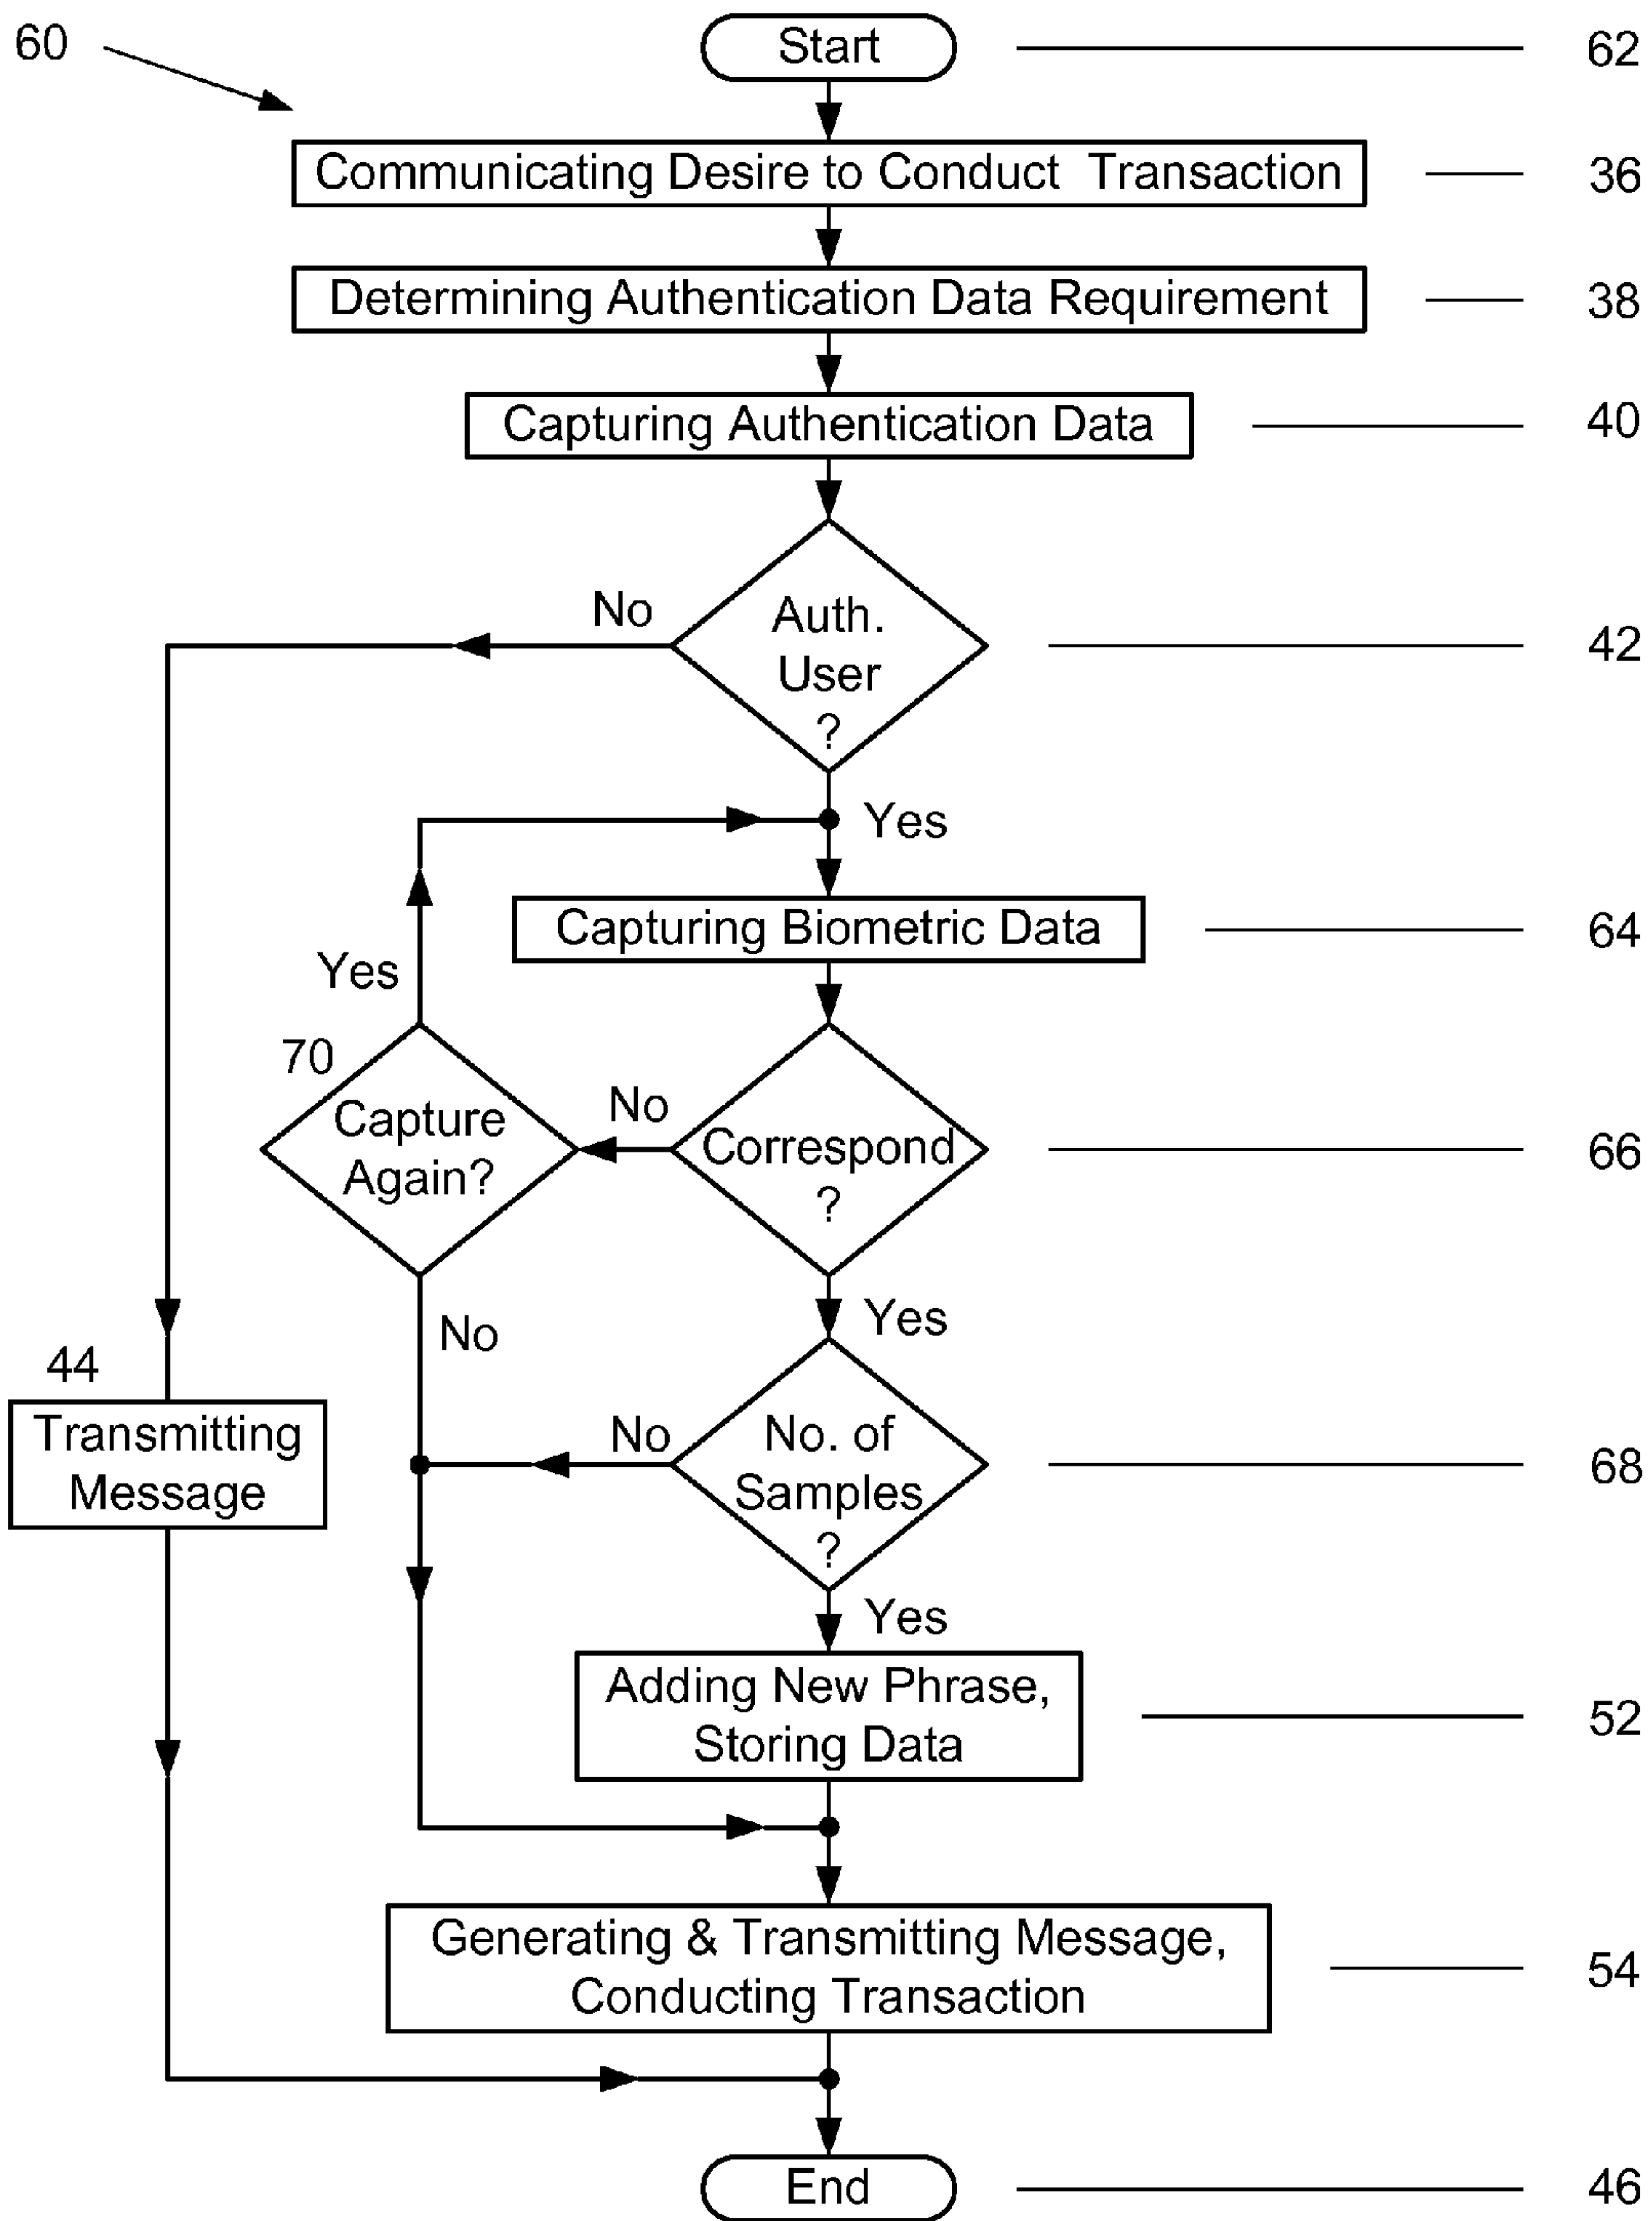 60
Start
62
Communicating Desire to Conduct Transaction
36
Determining Authentication Data Requirement
38
Capturing Authentication Data
40
No
Auth.
User
?
42
Yes
Capturing Biometric Data
64
Yes
70
Capture
Again?
No
Correspond
?
66
Yes
No
44
Transmitting
Message
No
No. of
Samples
?
68
Yes
Adding New Phrase,
Storing Data
52
Generating & Transmitting Message,
Conducting Transaction
54
End
46